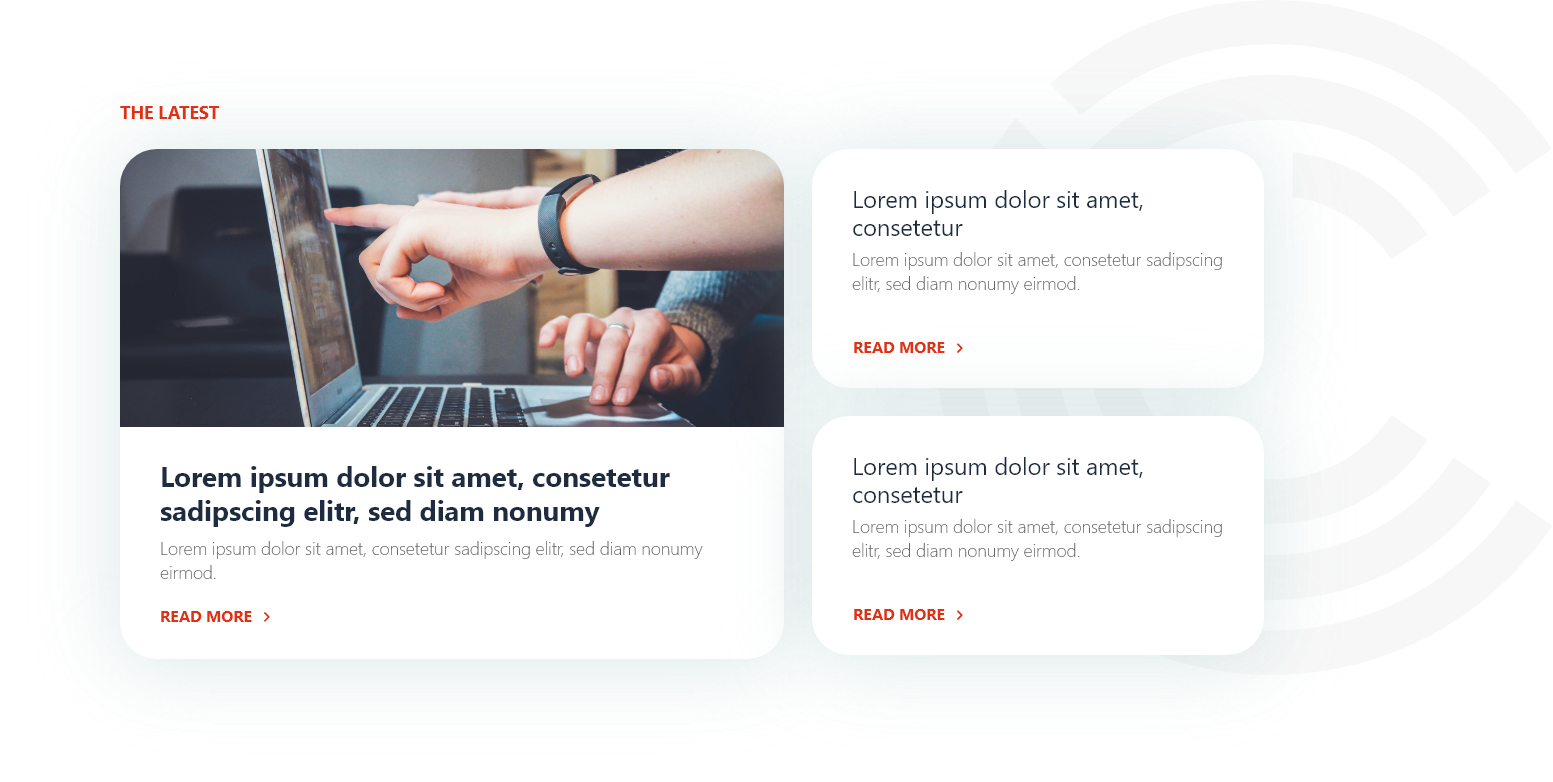 THE LATEST
Lorem ipsum dolor sit amet, consetetur
sadipscing elitr, sed diam nonumy
Lorem ipsum dolor sit amet, consetetur sadipscing elitr, sed diam nonumy
eirmod.
READ MORE
Lorem ipsum dolor sit amet,
consetetur
Lorem ipsum dolor sit amet, consetetur sadipscing
elitr, sed diam nonumy eirmod.
READ MORE
Lorem ipsum dolor sit amet,
consetetur
Lorem ipsum dolor sit amet, consetetur sadipscing
elitr, sed diam nonumy eirmod.
READ MORE